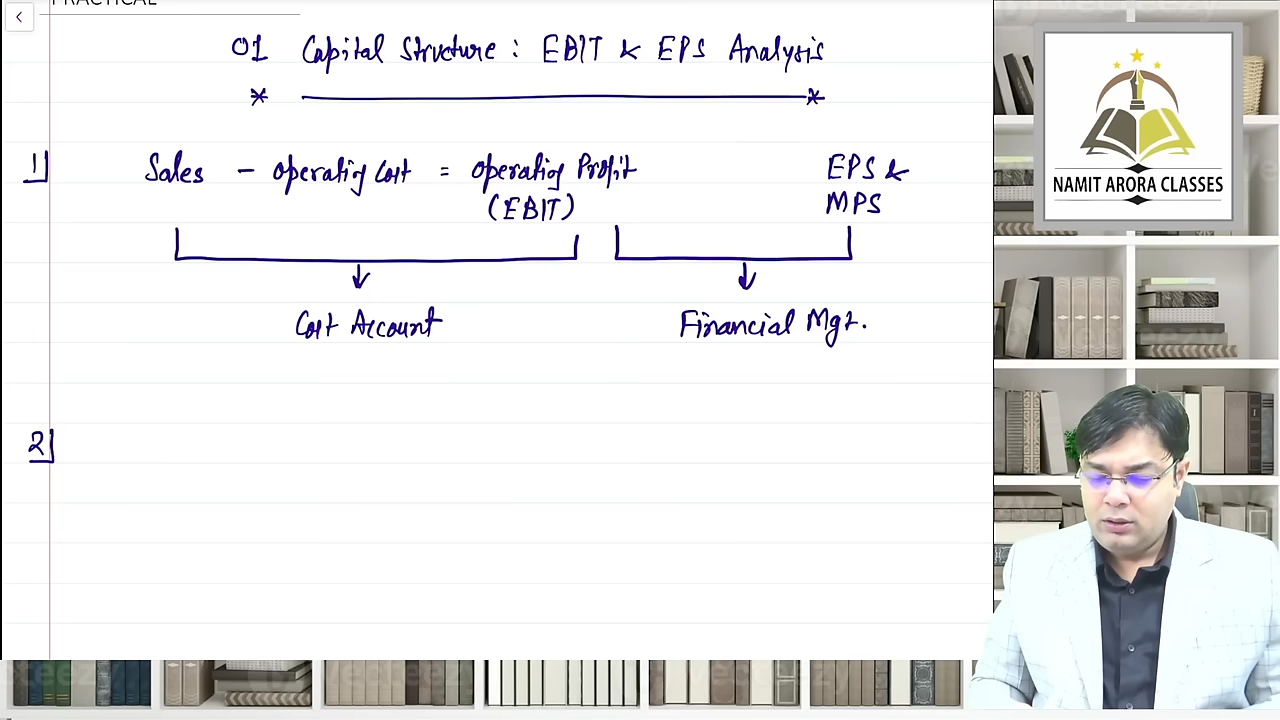 PRACTICAL
01 Capital Structure : EBIT & EPS Analysis
1] Sales - operating cost = operating Profit EPS &
(EBIT) MPS
Cost Account Financial Mgt.
2]
NAMIT ARORA CLASSES